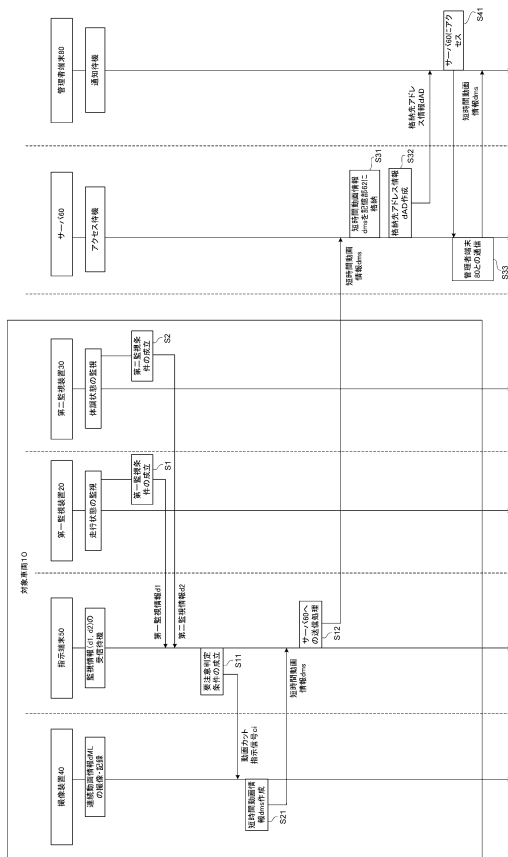 対象車両10
撮像装置40
連続動画情報dML
の撮像・記録
指示端末50
監視情報(d1, d2)の
受信待機
第一監視装置20
走行状態の監視
第二監視装置30
体調状態の監視
サーバ60
アクセス待機
管理者端末80
通知待機
第一監視条
件の成立
S1
第二監視条
件の成立
S2
第一監視情報d1
第二監視情報d2
要注意判定
条件の成立
S11
動画カット
指示信号ci
短時間動画情
報dms作成
S21
短時間動画
情報dms
サーバ60へ
の送信処理
S12
短時間動画
情報dms
短時間動画情報
dmsを記憶部62に
格納
S31
格納先アドレス情報
dAD作成
S32
格納先アドレ
ス情報dAD
サーバ60にアク
セス
S41
管理者端末
80との通信
S33
短時間動画
情報dms